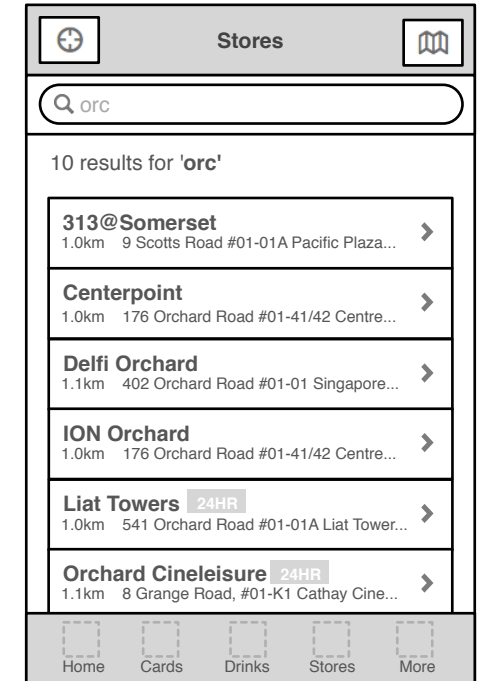 Stores
orc
10 results for 'orc'
313@Somerset
1.0km 9 Scotts Road #01-01A Pacific Plaza...
Centerpoint
1.0km 176 Orchard Road #01-41/42 Centre...
Delfi Orchard
1.1km 402 Orchard Road #01-01 Singapore...
ION Orchard
1.0km 176 Orchard Road #01-41/42 Centre...
Liat Towers 24HR
1.0km 541 Orchard Road #01-01A Liat Tower...
Orchard Cineleisure 24HR
1.1km 8 Grange Road, #01-K1 Cathay Cine...
Home Cards Drinks Stores More